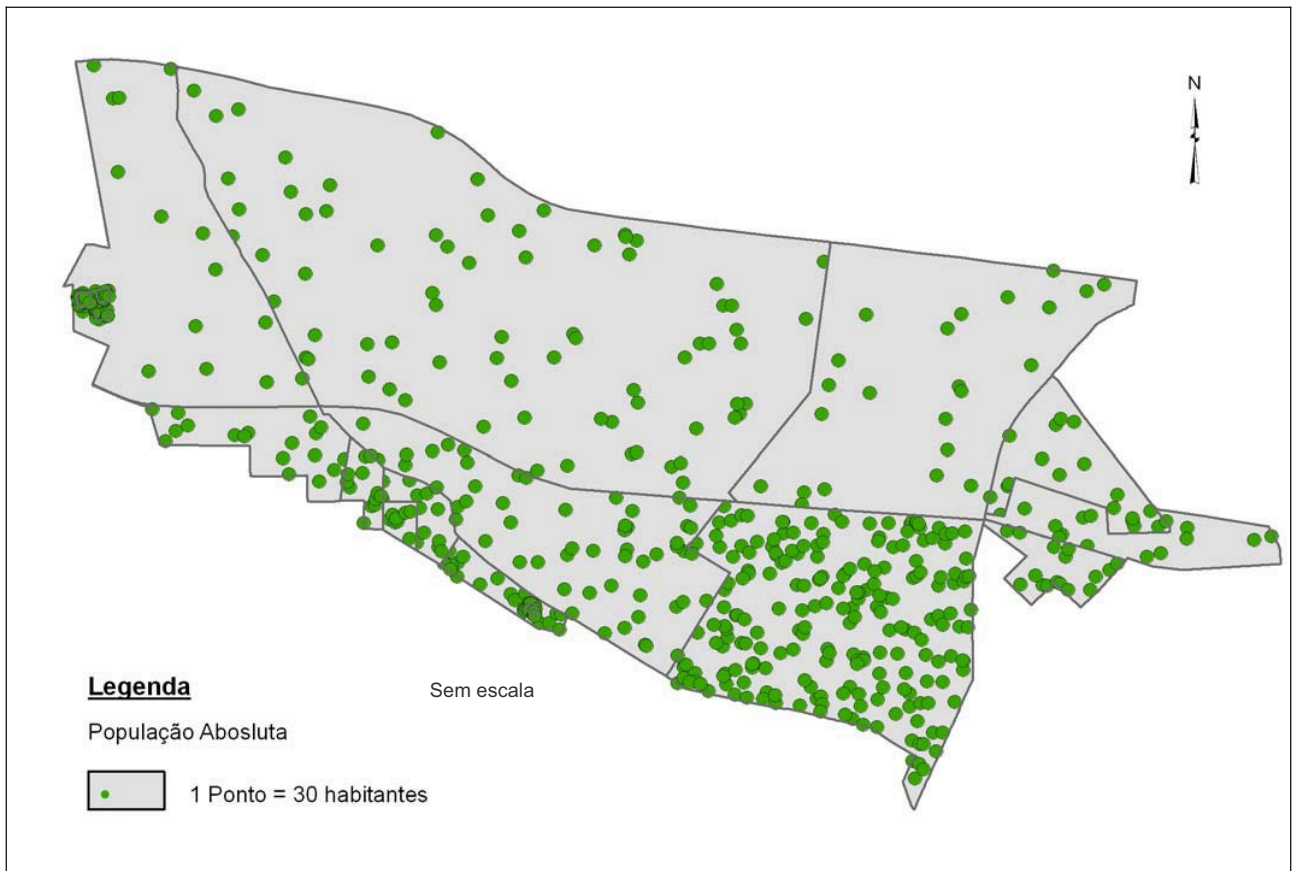 N
Legenda
Sem escala
População Abosluta
1 Ponto = 30 habitantes